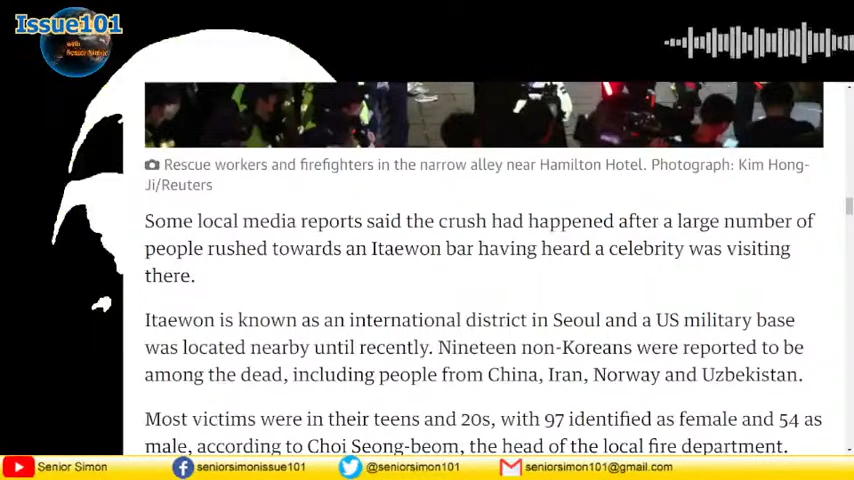 Issue101
with
Senior Simon
Rescue workers and firefighters in the narrow alley near Hamilton Hotel. Photograph: Kim Hong-
Ji/Reuters
Some local media reports said the crush had happened after a large number of
people rushed towards an Itaewon bar having heard a celebrity was visiting
there.
Itaewon is known as an international district in Seoul and a US military base
was located nearby until recently. Nineteen non-Koreans were reported to be
among the dead, including people from China, Iran, Norway and Uzbekistan.
Most victims were in their teens and 20s, with 97 identified as female and 54 as
male, according to Choi Seong-beom, the head of the local fire department.
Senior Simon
seniorsimonissue101
@seniorsimon101
seniorsimon101@gmail.com